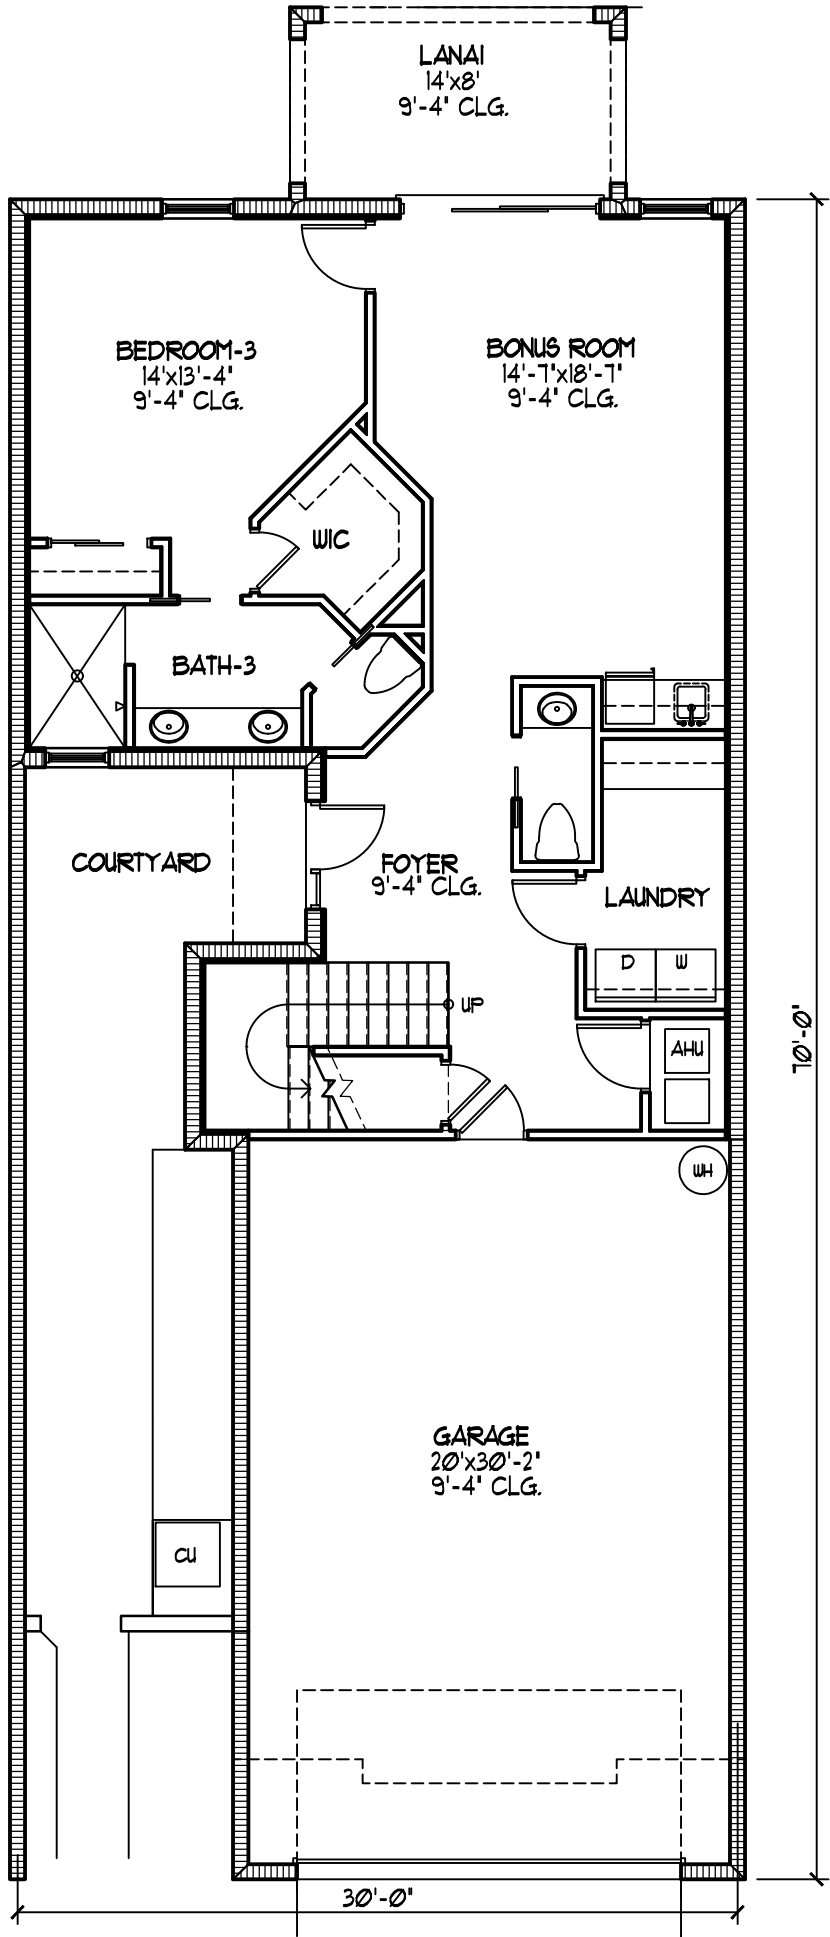 LANAI
14'x8'
9'-4" CLG.
BEDROOM-3
14'x13'-4"
9'-4" CLG.
BONUS ROOM
14'-7"x18'-7"
9'-4" CLG.
WIC
BATH-3
COURTYARD
FOYER
9'-4" CLG.
LAUNDRY
D
W
UP
AHU
70'-0"
WH
GARAGE
20'x30'-2"
9'-4" CLG.
CU
30'-0"